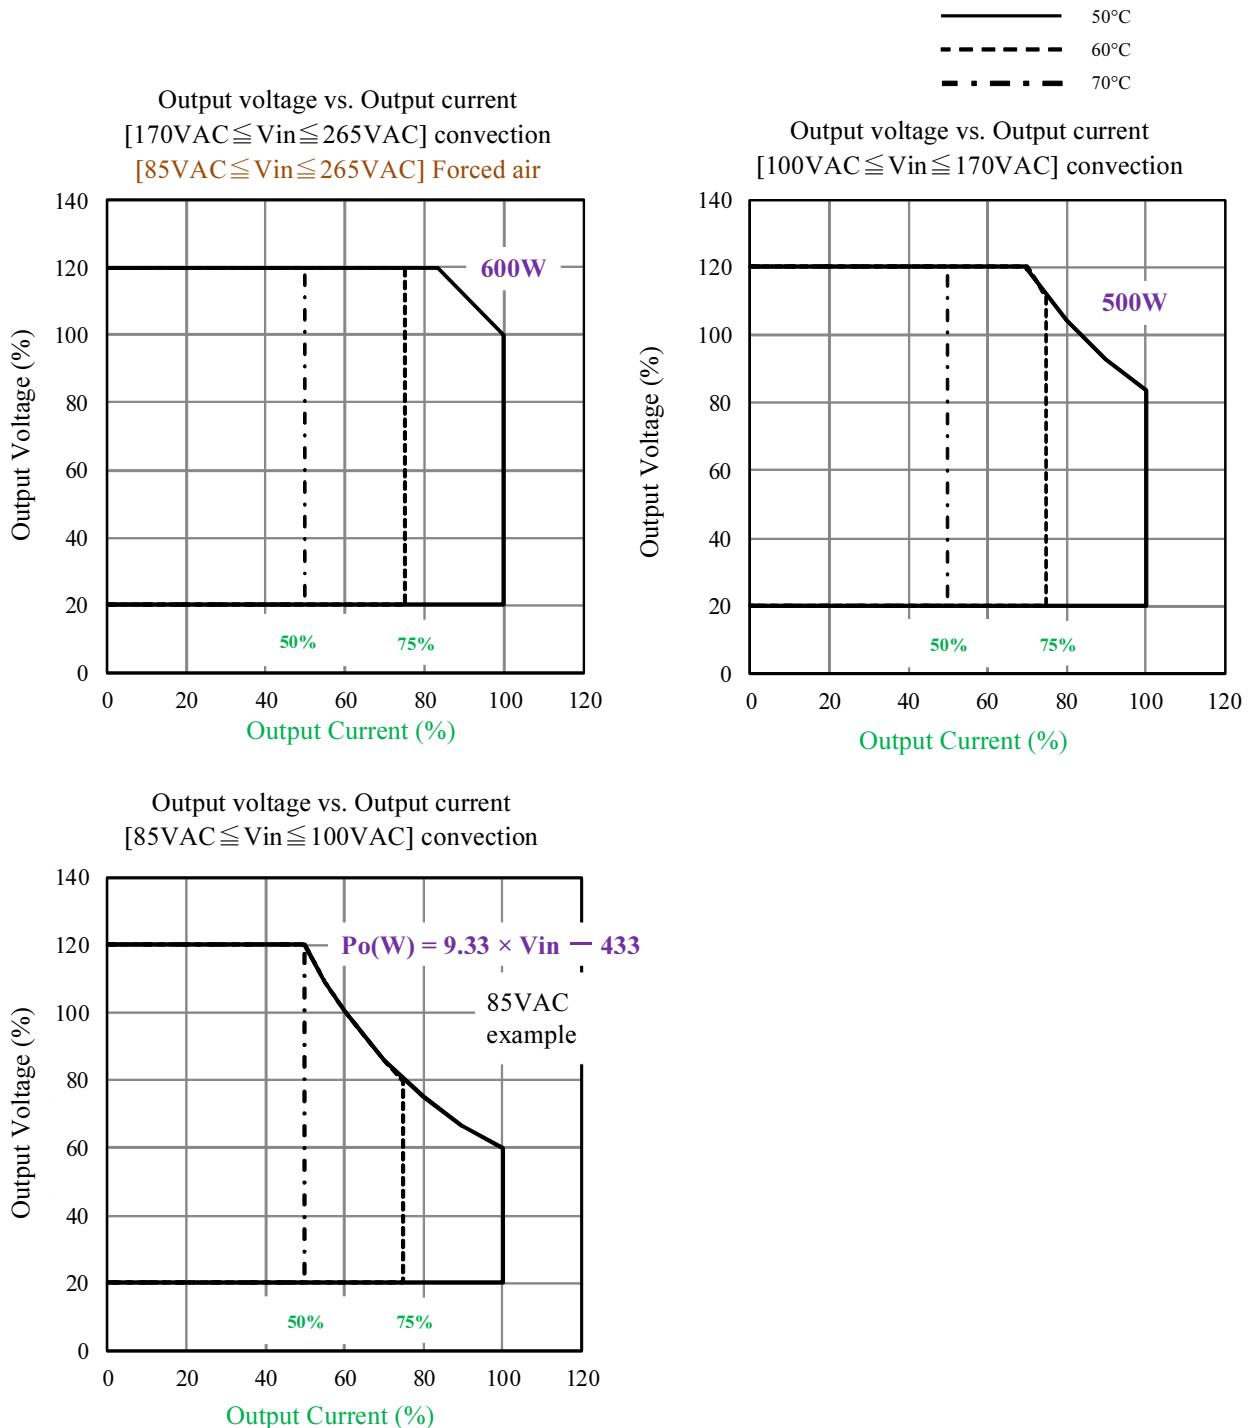 50°C
60°C
70°C
Output voltage vs. Output current
[170VAC≦Vin≦265VAC] convection
[85VAC≦Vin≦265VAC] Forced air
140
120
100
80
60
40
20
0
0 20 40 60 80 100 120
Output Voltage (%)
600W
50% 75%
Output Current (%)
Output voltage vs. Output current
[100VAC≦Vin≦170VAC] convection
140
120
100
80
60
40
20
0
0 20 40 60 80 100 120
Output Voltage (%)
500W
50% 75%
Output Current (%)
Output voltage vs. Output current
[85VAC≦Vin≦100VAC] convection
140
120
100
80
60
40
20
0
0 20 40 60 80 100 120
Output Voltage (%)
Po(W) = 9.33 × Vin − 433
85VAC
example
50% 75%
Output Current (%)